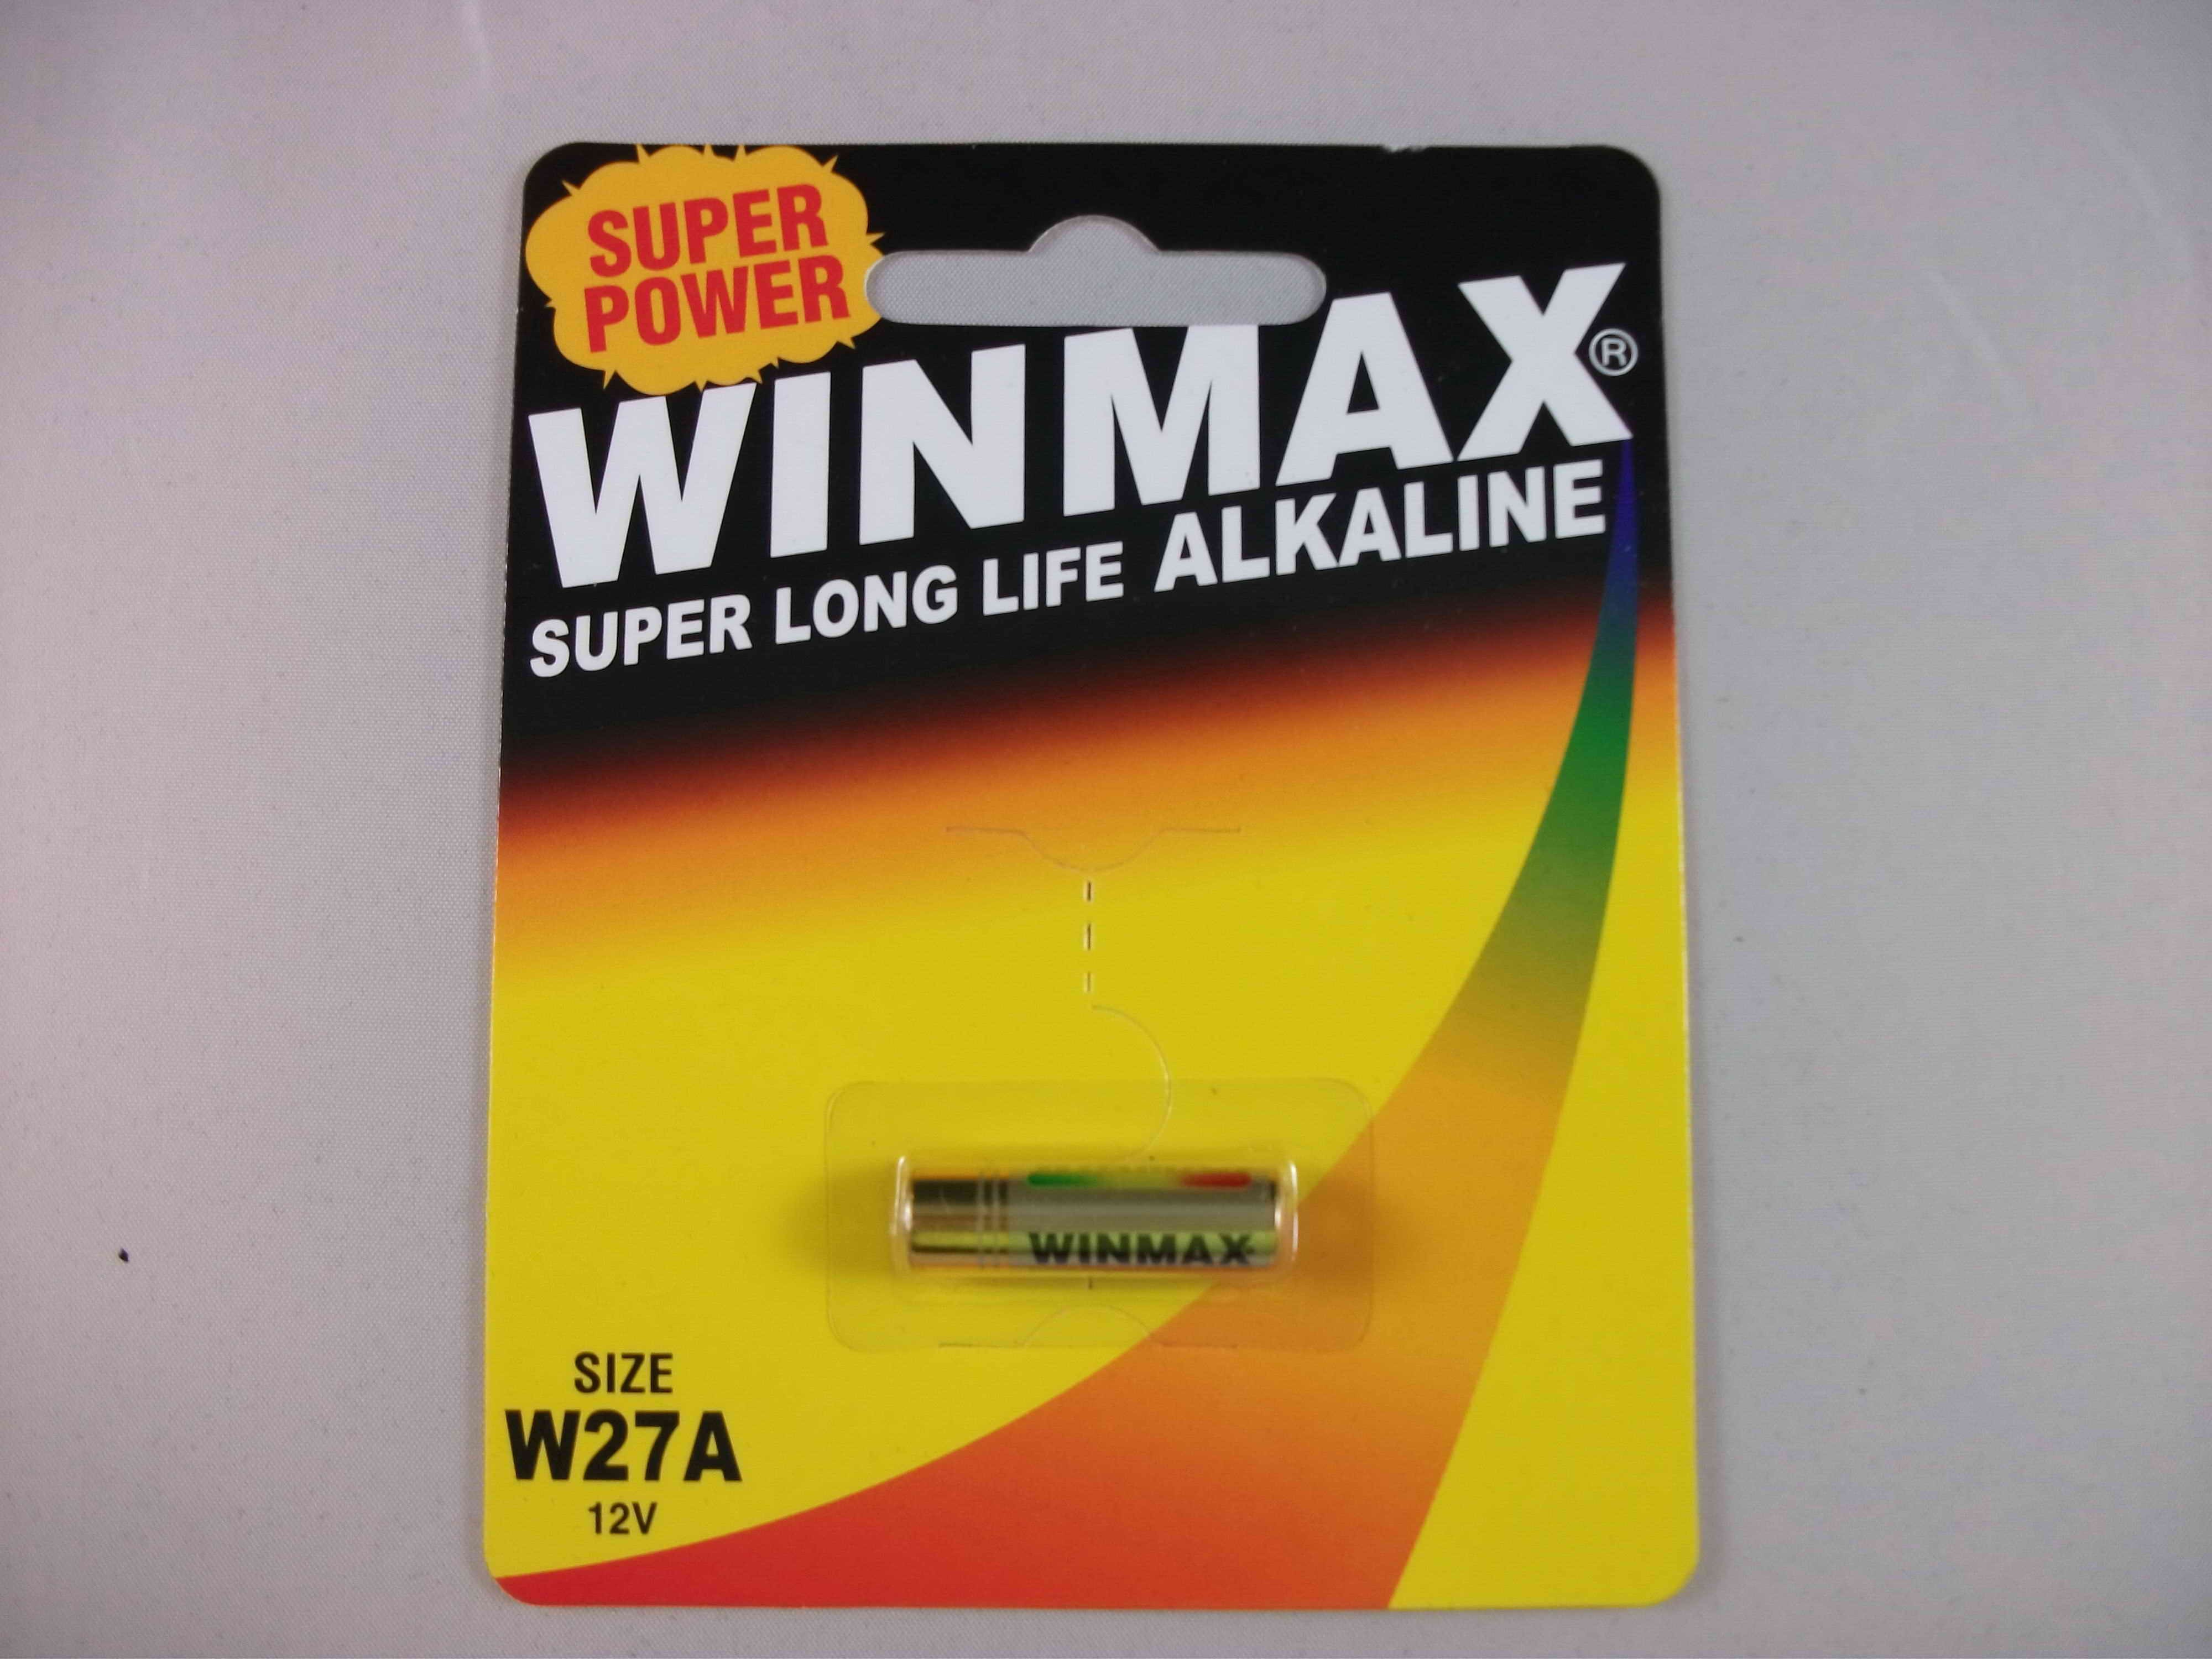 SUPER
POWER
WINMAX®
SUPER LONG LIFE ALKALINE
WINMAX
SIZE
W27A
12V